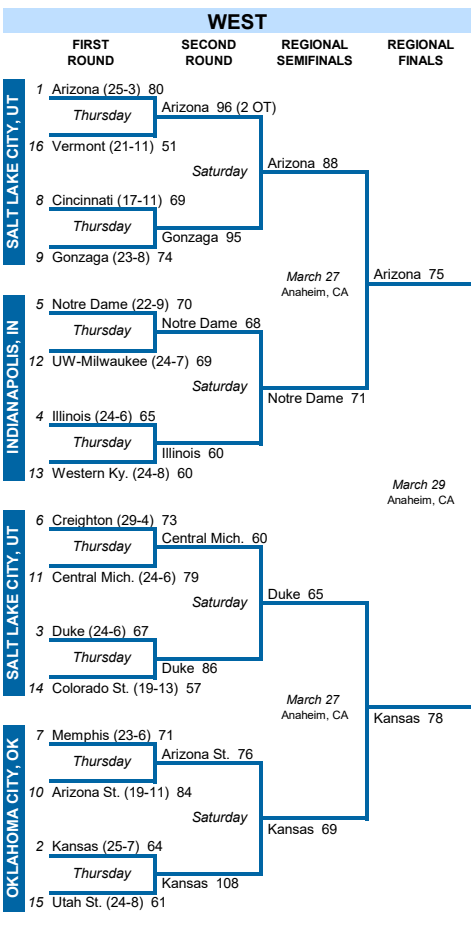 WEST
FIRST ROUND
SECOND ROUND
REGIONAL SEMIFINALS
REGIONAL FINALS
SALT LAKE CITY, UT
1 Arizona (25-3) 80
Thursday
16 Vermont (21-11) 51
Arizona 96 (2 OT)
Saturday
8 Cincinnati (17-11) 69
Thursday
9 Gonzaga (23-8) 74
Gonzaga 95
Arizona 88
March 27
Anaheim, CA
Arizona 75
INDIANAPOLIS, IN
5 Notre Dame (22-9) 70
Thursday
12 UW-Milwaukee (24-7) 69
Notre Dame 68
Saturday
4 Illinois (24-6) 65
Thursday
13 Western Ky. (24-8) 60
Illinois 60
Notre Dame 71
March 29
Anaheim, CA
SALT LAKE CITY, UT
6 Creighton (29-4) 73
Thursday
11 Central Mich. (24-6) 79
Central Mich. 60
Saturday
3 Duke (24-6) 67
Thursday
14 Colorado St. (19-13) 57
Duke 86
Duke 65
March 27
Anaheim, CA
Kansas 78
OKLAHOMA CITY, OK
7 Memphis (23-6) 71
Thursday
10 Arizona St. (19-11) 84
Arizona St. 76
Saturday
2 Kansas (25-7) 64
Thursday
15 Utah St. (24-8) 61
Kansas 108
Kansas 69